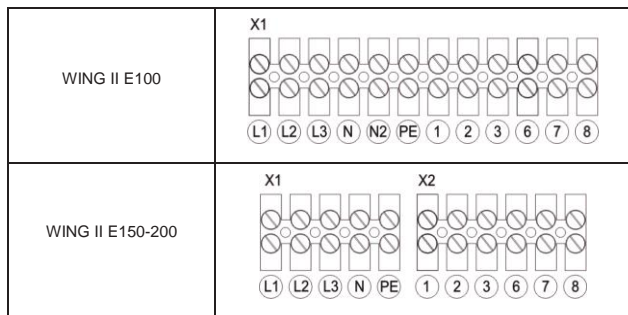 X1
WING II E100
L1 L2 L3 N N2 PE 1 2 3 6 7 8
X1 X2
WING II E150-200
L1 L2 L3 N PE 1 2 3 6 7 8